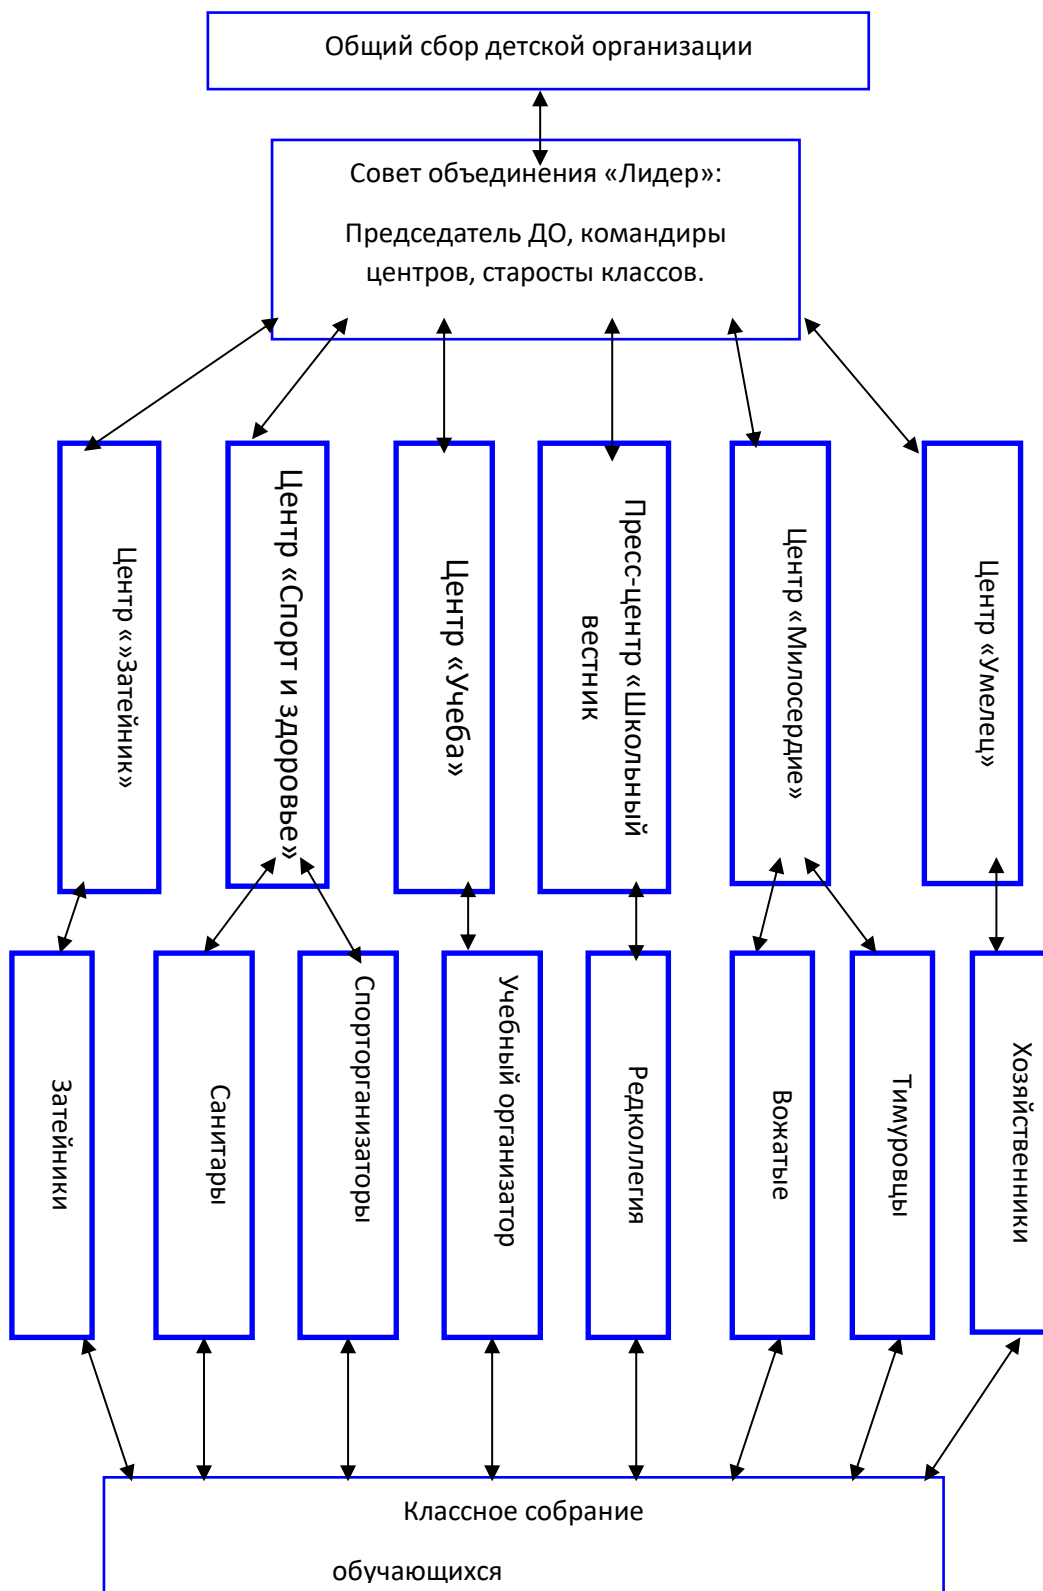 Общий сбор детской организации
Совет объединения «Лидер»:
Председатель ДО, командиры
центров, старосты классов.
Центр «»Затейник»
Центр «Спорт и здоровье»
Центр «Учеба»
Пресс-центр «Школьный
вестник
Центр «Милосердие»
Центр «Умелец»
Затейники
Санитары
Спорторганизаторы
Учебный организатор
Редколлегия
Вожатые
Тимуровцы
Хозяйственники
Классное собрание
обучающихся